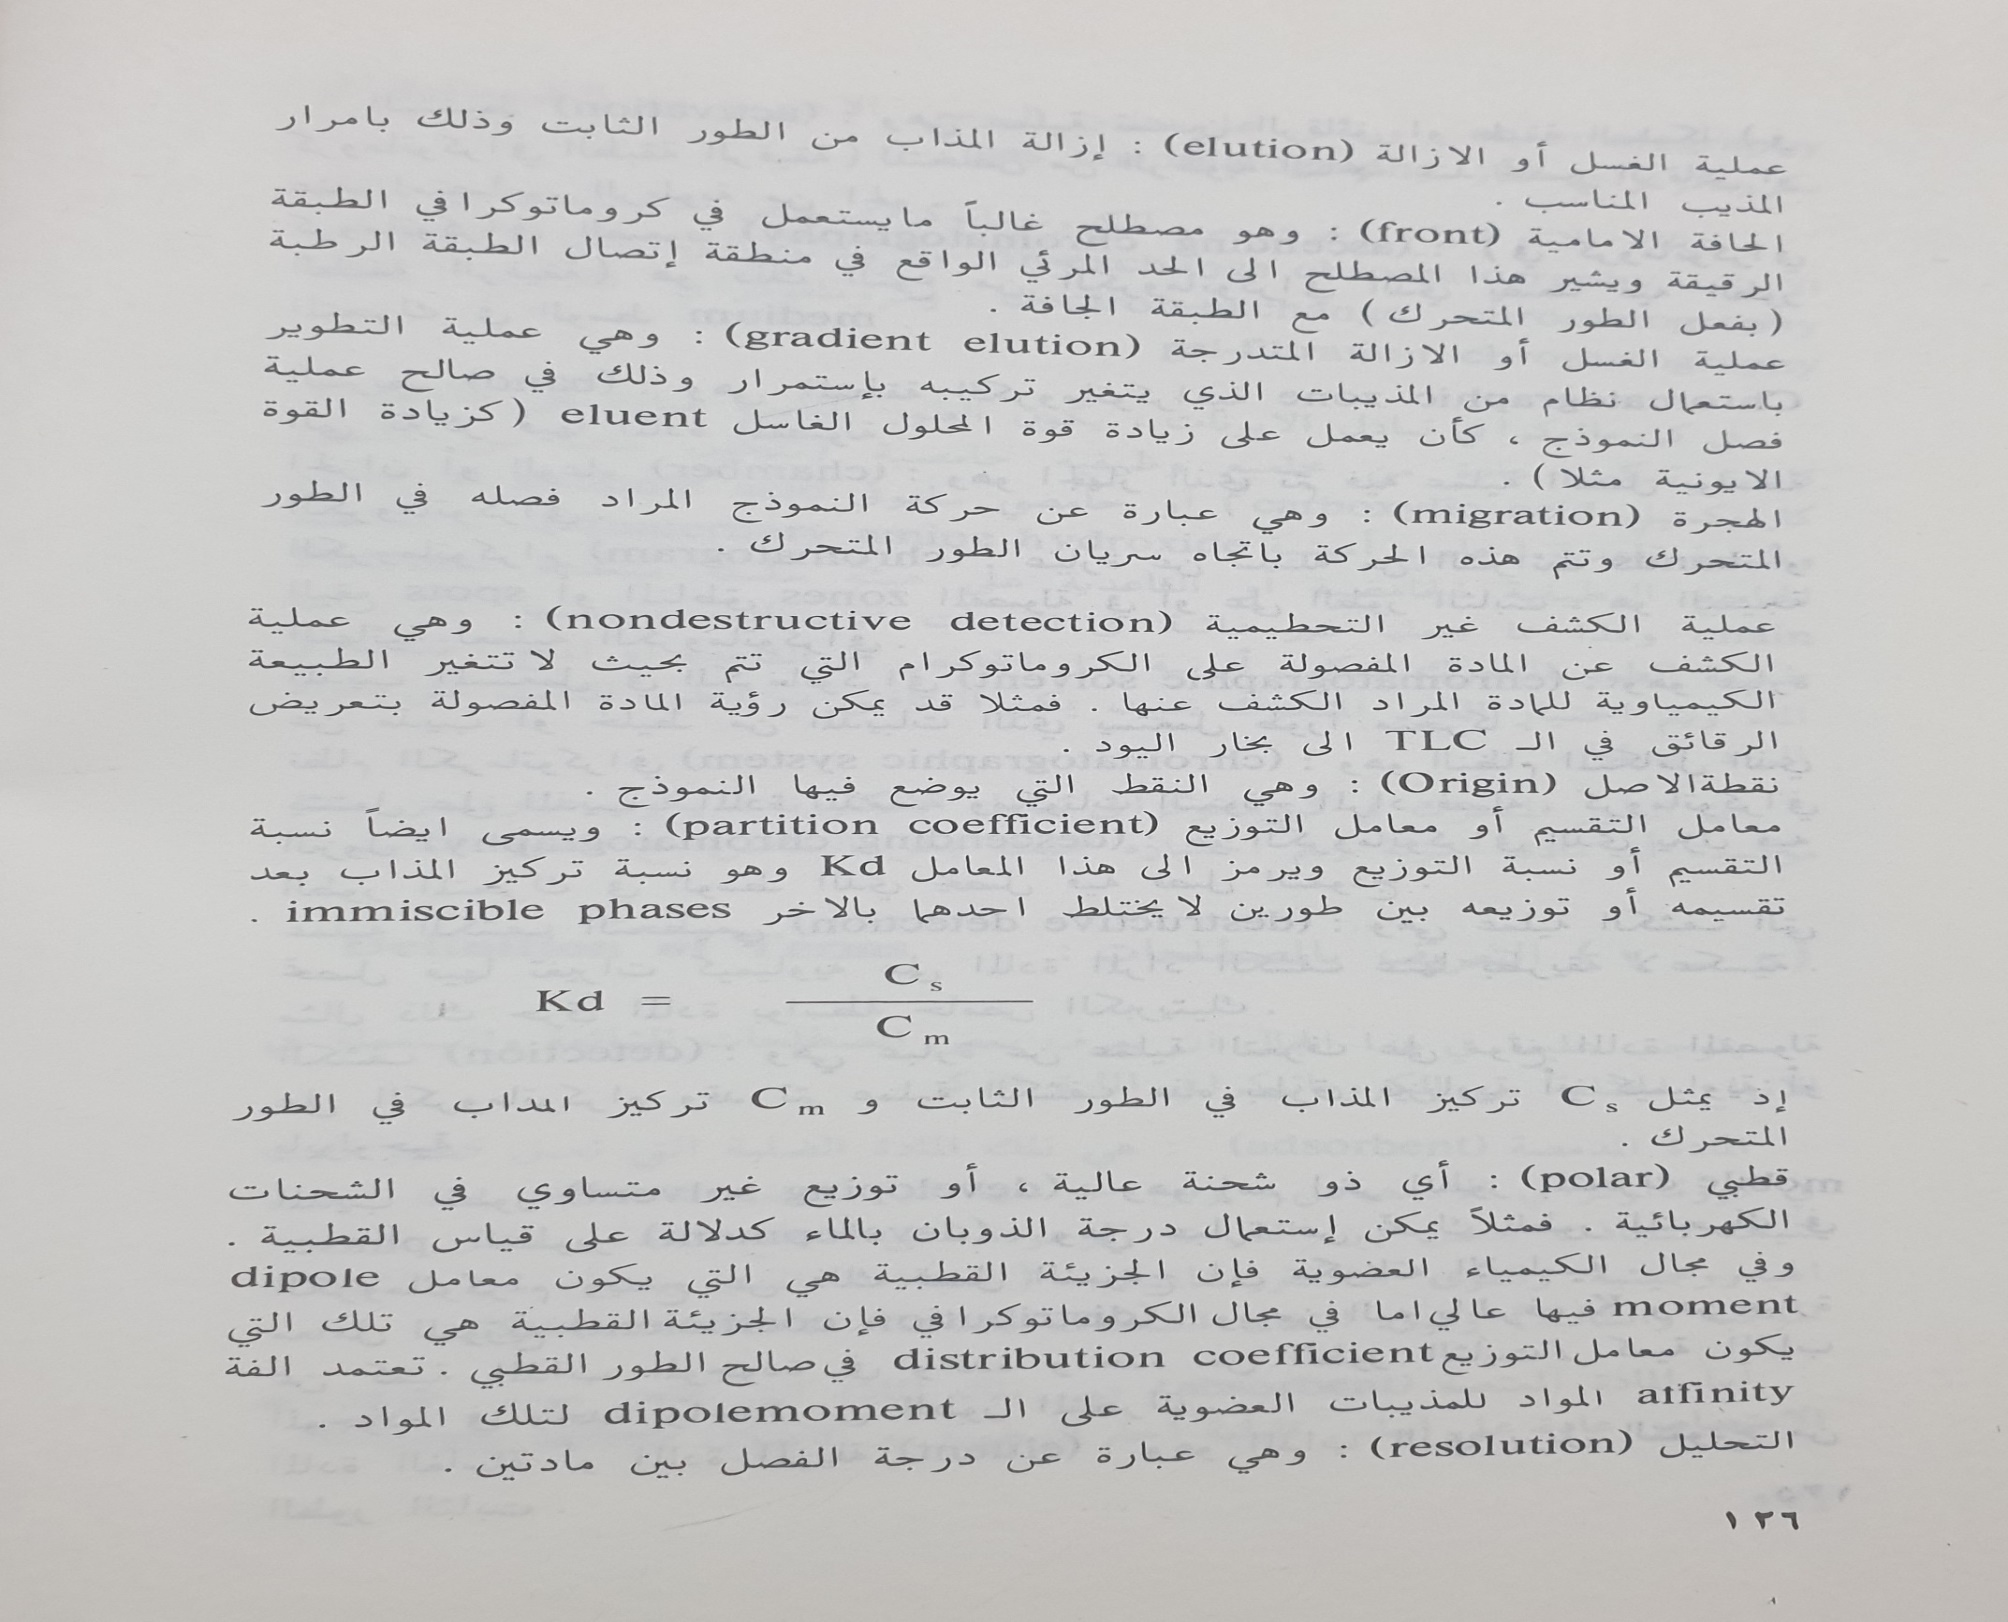 عملية الغسل أو الازالة (elution) : إزالة المذاب من الطور الثابت وذلك بامرار
المذيب المناسب .
الحافة الامامية (front) : وهو مصطلح غالباً مايستعمل في كروماتوكرافي الطبقة
الرقيقة ويشير هذا المصطلح الى الحد المرئي الواقع في منطقة إتصال الطبقة الرطبة
(بفعل الطور المتحرك) مع الطبقة الجافة .
عملية الغسل أو الازالة المتدرجة (gradient elution) : وهي عملية التطوير
باستعمال نظام من المذيبات الذي يتغير تركيبه بإستمرار وذلك في صالح عملية
فصل النموذج ، كأن يعمل على زيادة قوة المحلول الغاسل eluent (كزيادة القوة
الايونية مثلا) .
الهجرة (migration) : وهي عبارة عن حركة النموذج المراد فصله في الطور
المتحرك وتتم هذه الحركة باتجاه سريان الطور المتحرك .
عملية الكشف غير التحطيمية (nondestructive detection) : وهي عملية
الكشف عن المادة المفصولة على الكروماتوكرام التي تتم بحيث لا تتغير الطبيعة
الكيمياوية للمادة المراد الكشف عنها . فمثلا قد يمكن رؤية المادة المفصولة بتعريض
الرقائق في الـ TLC الى بخار اليود .
نقطةالاصل (Origin) : وهي النقط التي يوضع فيها النموذج .
معامل التقسيم أو معامل التوزيع (partition coefficient) : ويسمى ايضاً نسبة
التقسيم أو نسبة التوزيع ويرمز الى هذا المعامل Kd وهو نسبة تركيز المذاب بعد
تقسيمه أو توزيعه بين طورين لا يختلط احدهما بالاخر immiscible phases .
C s
Kd =
C m
إذ يمثل C s تركيز المذاب في الطور الثابت و C m تركيز المداب في الطور
المتحرك .
قطبي (polar) : أي ذو شحنة عالية ، أو توزيع غير متساوي في الشحنات
الكهربائية . فمثلاً يمكن إستعمال درجة الذوبان بالماء كدلالة على قياس القطبية .
وفي مجال الكيمياء العضوية فإن الجزيئة القطبية هي التي يكون معامل dipole
moment فيها عالي اما في مجال الكروماتوكرافي فإن الجزيئة القطبية هي تلك التي
يكون معامل التوزيع distribution coefficient في صالح الطور القطبي . تعتمد الفة
affinity المواد للمذيبات العضوية على الـ dipolemoment لتلك المواد .
التحليل (resolution) : وهي عبارة عن درجة الفصل بين مادتين .
١٢٦